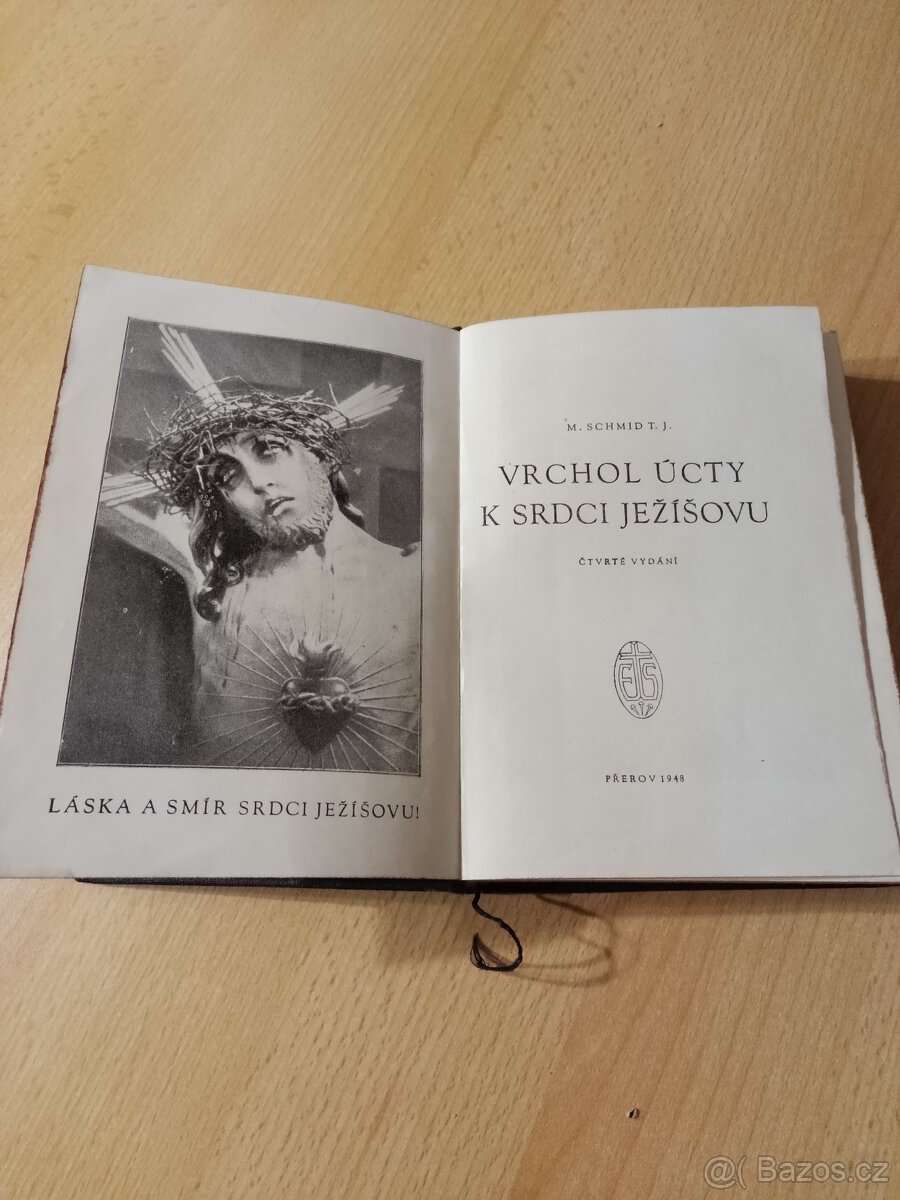 LÁSKA A SMÍR SRDCI JEŽÍŠOVU!
M. SCHMID T. J.
VRCHOL ÚCTY
K SRDCI JEŽÍŠOVU
ČTVRTÉ VYDÁNÍ
PŘEROV 1948
@( Bazos.cz